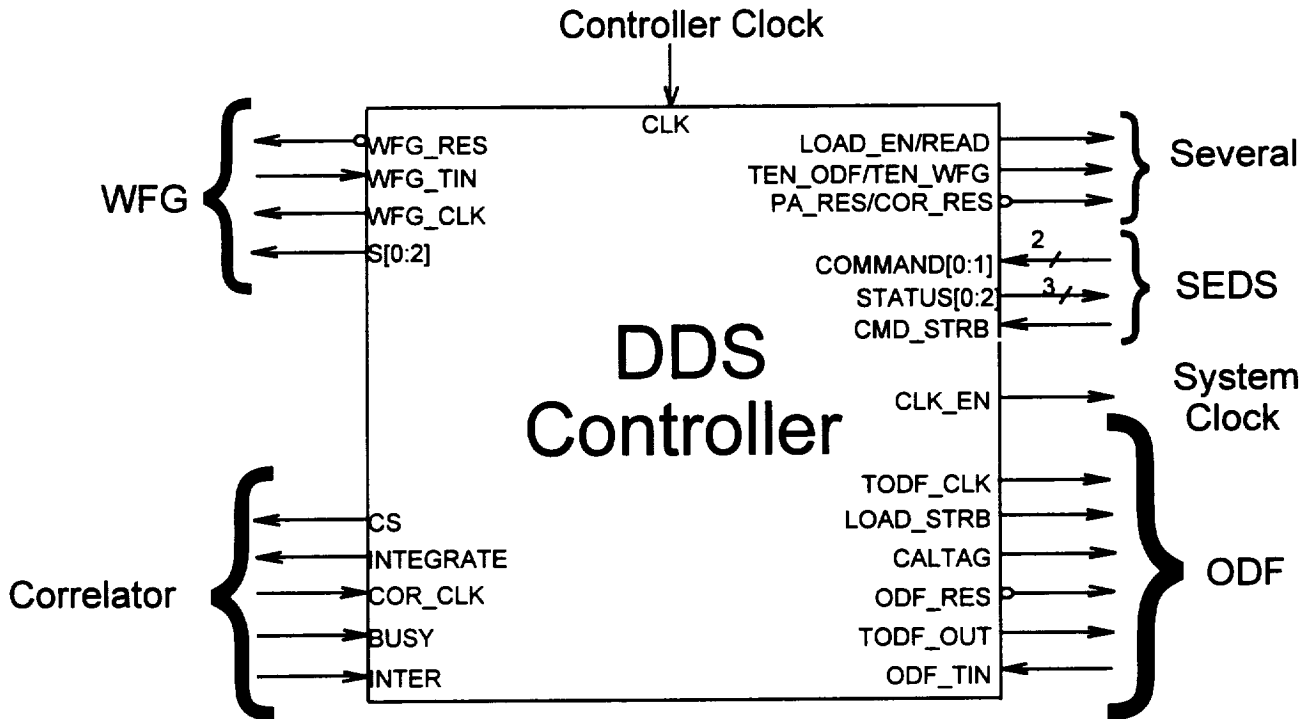 Controller Clock
CLK
WFG
WFG_RES
WFG_TIN
WFG_CLK
S[0:2]
LOAD_EN/READ
TEN_ODF/TEN_WFG
PA_RES/COR_RES
Several
COMMAND[0:1]
2
STATUS[0:2]
3
CMD_STRB
SEDS
DDS
Controller
CLK_EN
System
Clock
Correlator
CS
INTEGRATE
COR_CLK
BUSY
INTER
TODF_CLK
LOAD_STRB
CALTAG
ODF_RES
TODF_OUT
ODF_TIN
ODF